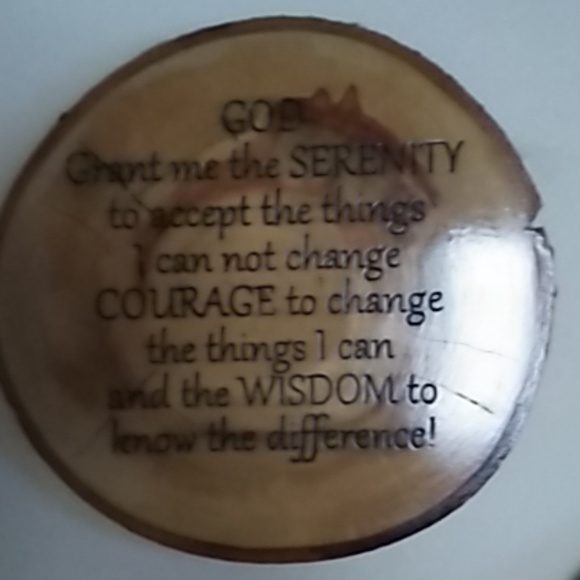 GOD
Grant me the SERENITY
to accept the things
I can not change
COURAGE to change
the things I can
and the WISDOM to
know the difference!